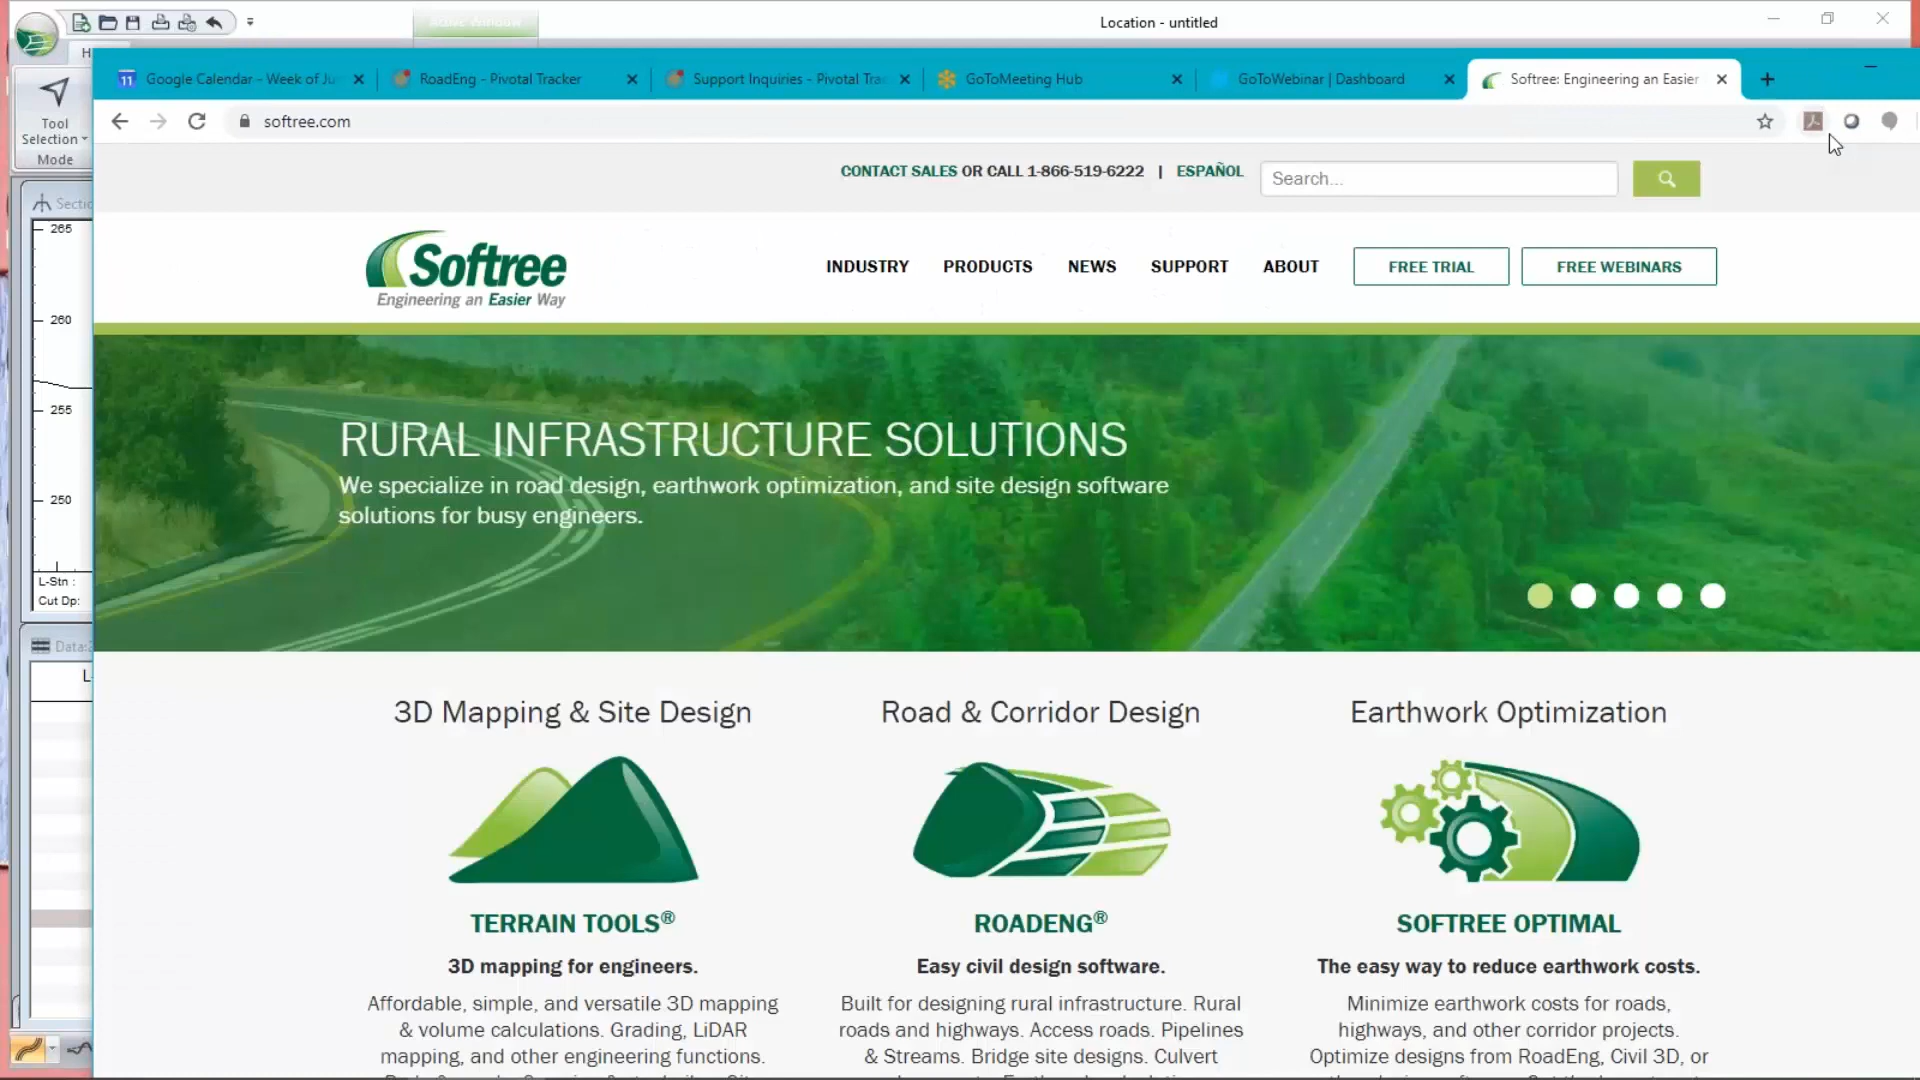 Location - untitled
Tool
Selection
Mode
Google Calendar - Week of Ju
RoadEng - Pivotal Tracker
Support Inquiries - Pivotal Tra
GoToMeeting Hub
GoToWebinar | Dashboard
Softree: Engineering an Easier
softree.com
CONTACT SALES OR CALL 1-866-519-6222 | ESPAÑOL
Search...
Softree
Engineering an Easier Way
INDUSTRY
PRODUCTS
NEWS
SUPPORT
ABOUT
FREE TRIAL
FREE WEBINARS
265
260
255
250
L-Stn :
Cut Dp:
Data:
RURAL INFRASTRUCTURE SOLUTIONS
We specialize in road design, earthwork optimization, and site design software
solutions for busy engineers.
3D Mapping & Site Design
TERRAIN TOOLS®
3D mapping for engineers.
Affordable, simple, and versatile 3D mapping
& volume calculations. Grading, LiDAR
mapping, and other engineering functions.
Road & Corridor Design
ROADENG®
Easy civil design software.
Built for designing rural infrastructure. Rural
roads and highways. Access roads. Pipelines
& Streams. Bridge site designs. Culvert
Earthwork Optimization
SOFTREE OPTIMAL
The easy way to reduce earthwork costs.
Minimize earthwork costs for roads,
highways, and other corridor projects.
Optimize designs from RoadEng, Civil 3D, or